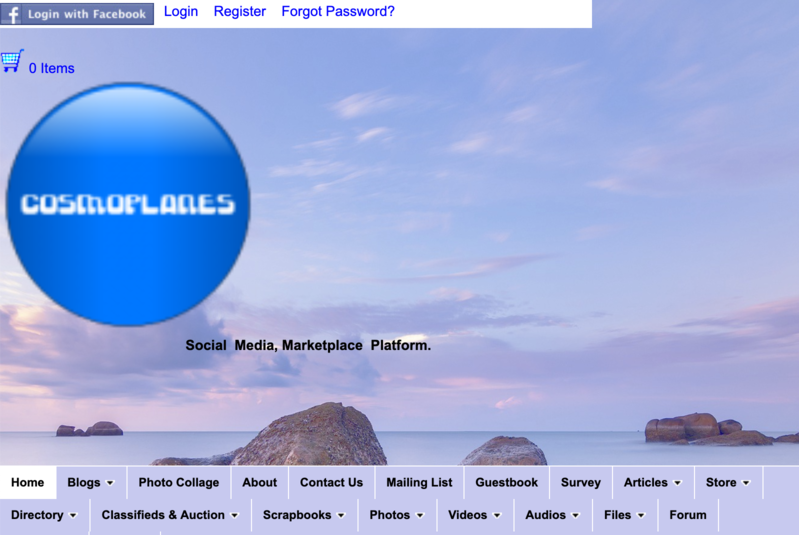 Login with Facebook Login Register Forgot Password?
0 Items
COSMOPLANES
Social Media, Marketplace Platform.
Home Blogs Photo Collage About Contact Us Mailing List Guestbook Survey Articles Store
Directory Classifieds & Auction Scrapbooks Photos Videos Audios Files Forum